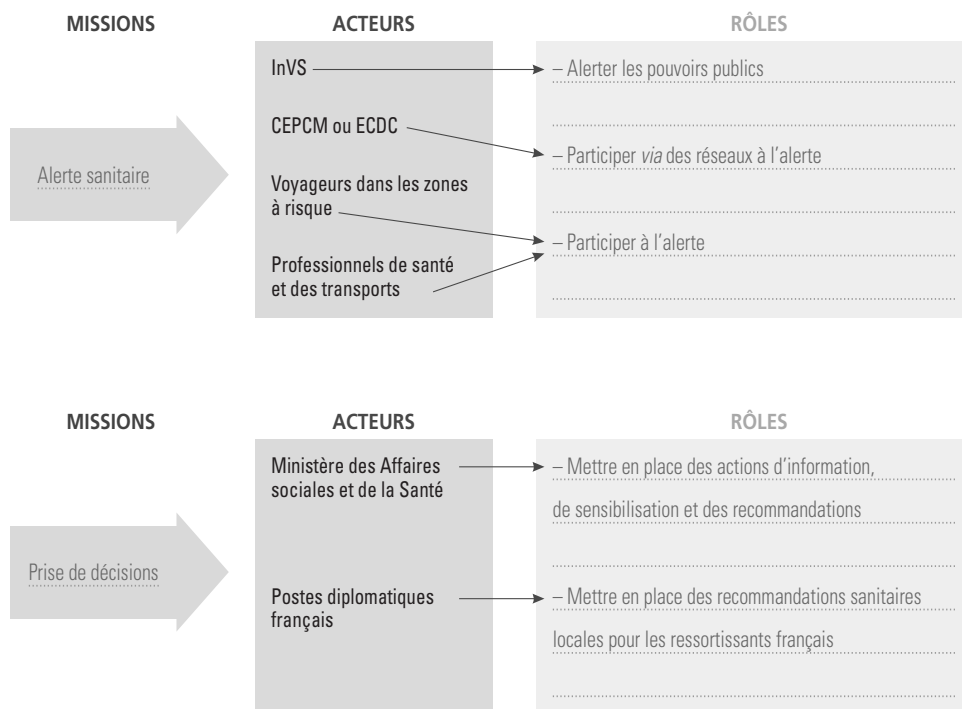 MISSIONS
ACTEURS
RÔLES
Alerte sanitaire
InVS
CEPCM ou ECDC
Voyageurs dans les zones
à risque
Professionnels de santé
et des transports
– Alerter les pouvoirs publics
– Participer via des réseaux à l’alerte
– Participer à l’alerte
MISSIONS
ACTEURS
RÔLES
Prise de décisions
Ministère des Affaires
sociales et de la Santé
Postes diplomatiques
français
– Mettre en place des actions d’information,
de sensibilisation et des recommandations
– Mettre en place des recommandations sanitaires
locales pour les ressortissants français